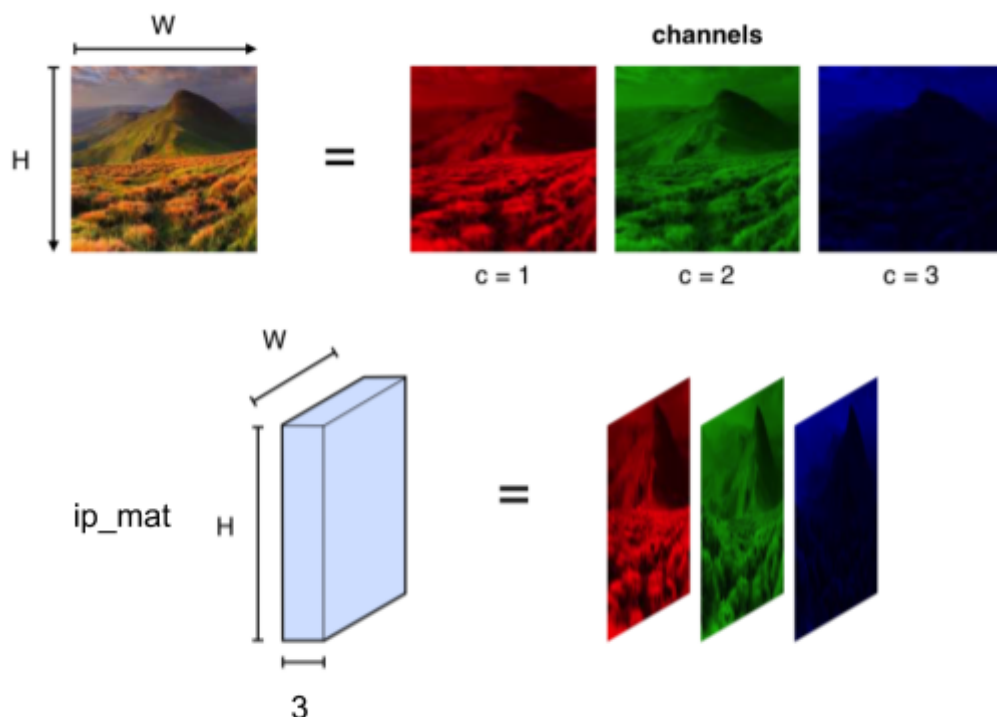 W
channels
H
=
c = 1
c = 2
c = 3
W
ip_mat
H
=
3